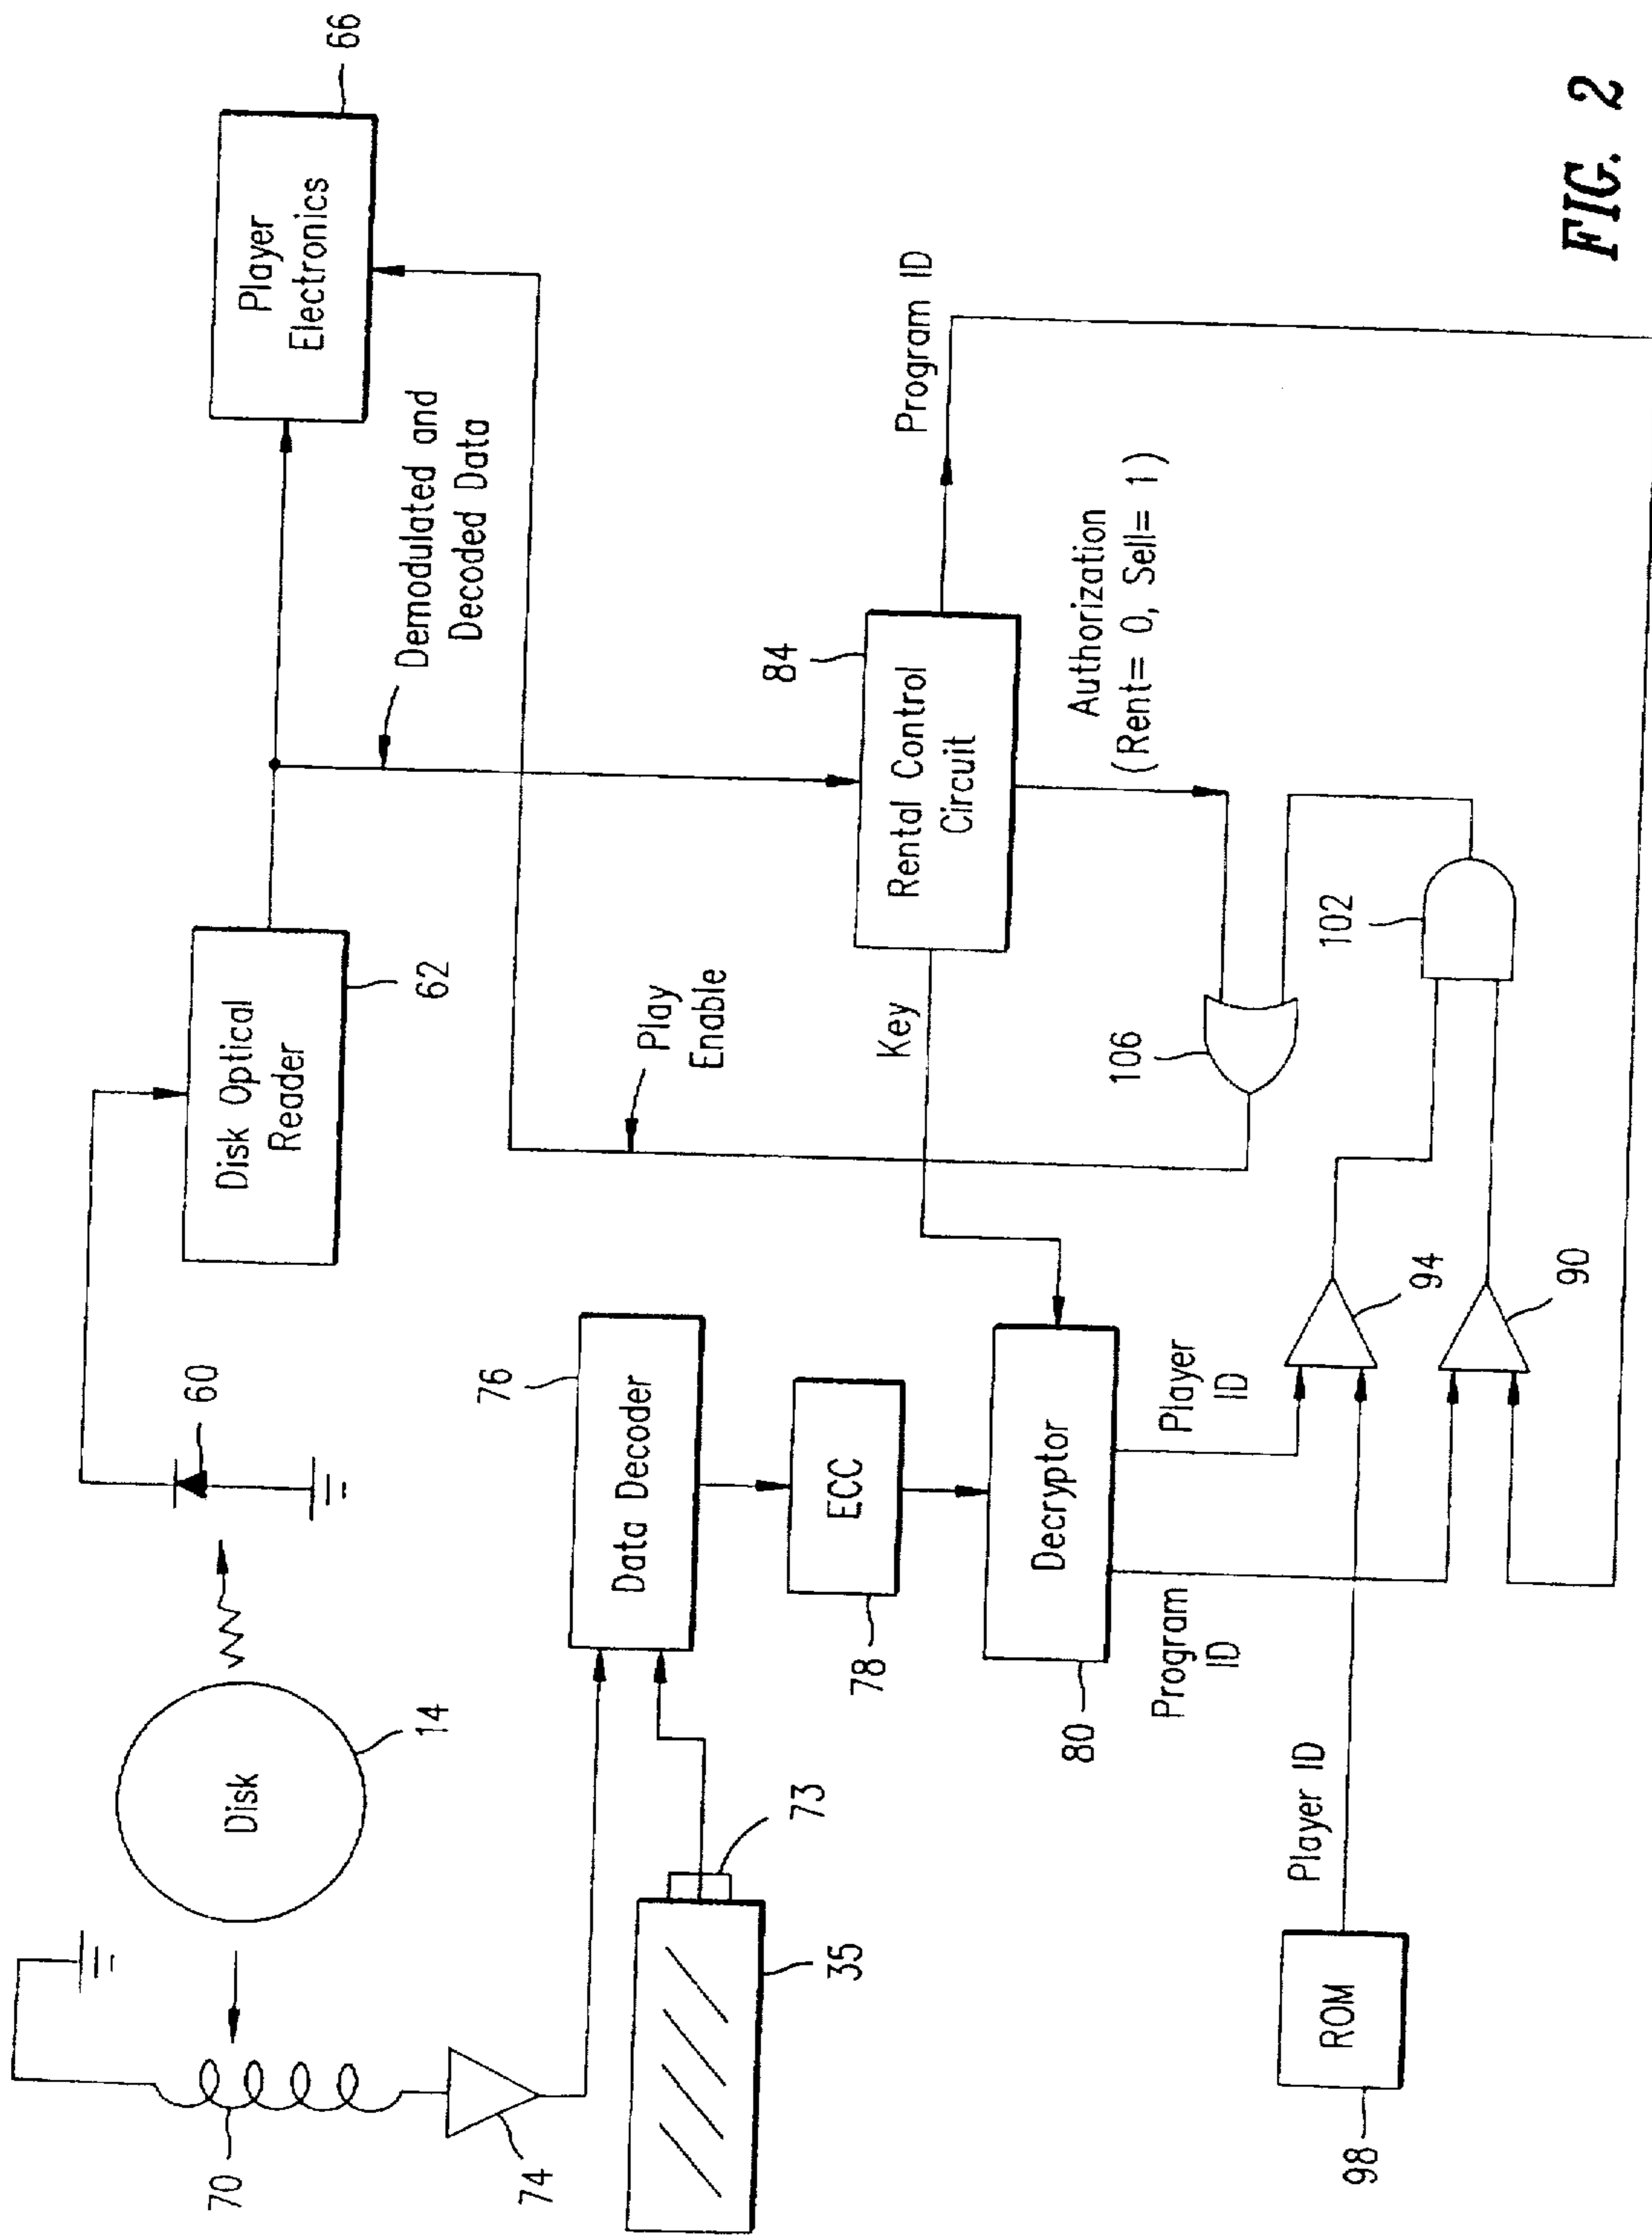 70
74
Disk
14
60
Disk Optical
Reader
62
Player
Electronics
66
Demodulated and
Decoded Data
35
73
76
Data Decoder
78
ECC
Play
Enable
Key
84
Rental Control
Circuit
Program ID
80
Decryptor
Authorization
(Rent= 0, Sell= 1)
Program
ID
Player
ID
106
102
94
90
98
ROM
Player ID
FIG. 2